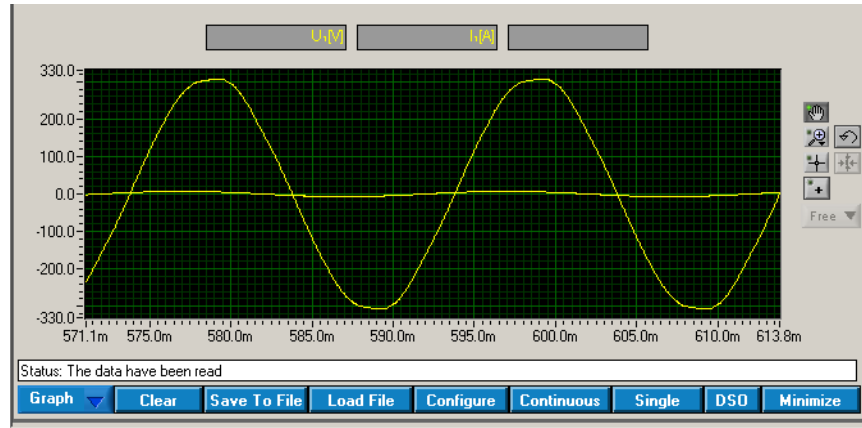 U₁[V] I₁[A]
330.0
200.0
100.0
0.0
-100.0
-200.0
-330.0
571.1m 575.0m 580.0m 585.0m 590.0m 595.0m 600.0m 605.0m 610.0m 613.8m
Free
Status: The data have been read
Graph Clear Save To File Load File Configure Continuous Single DSO Minimize